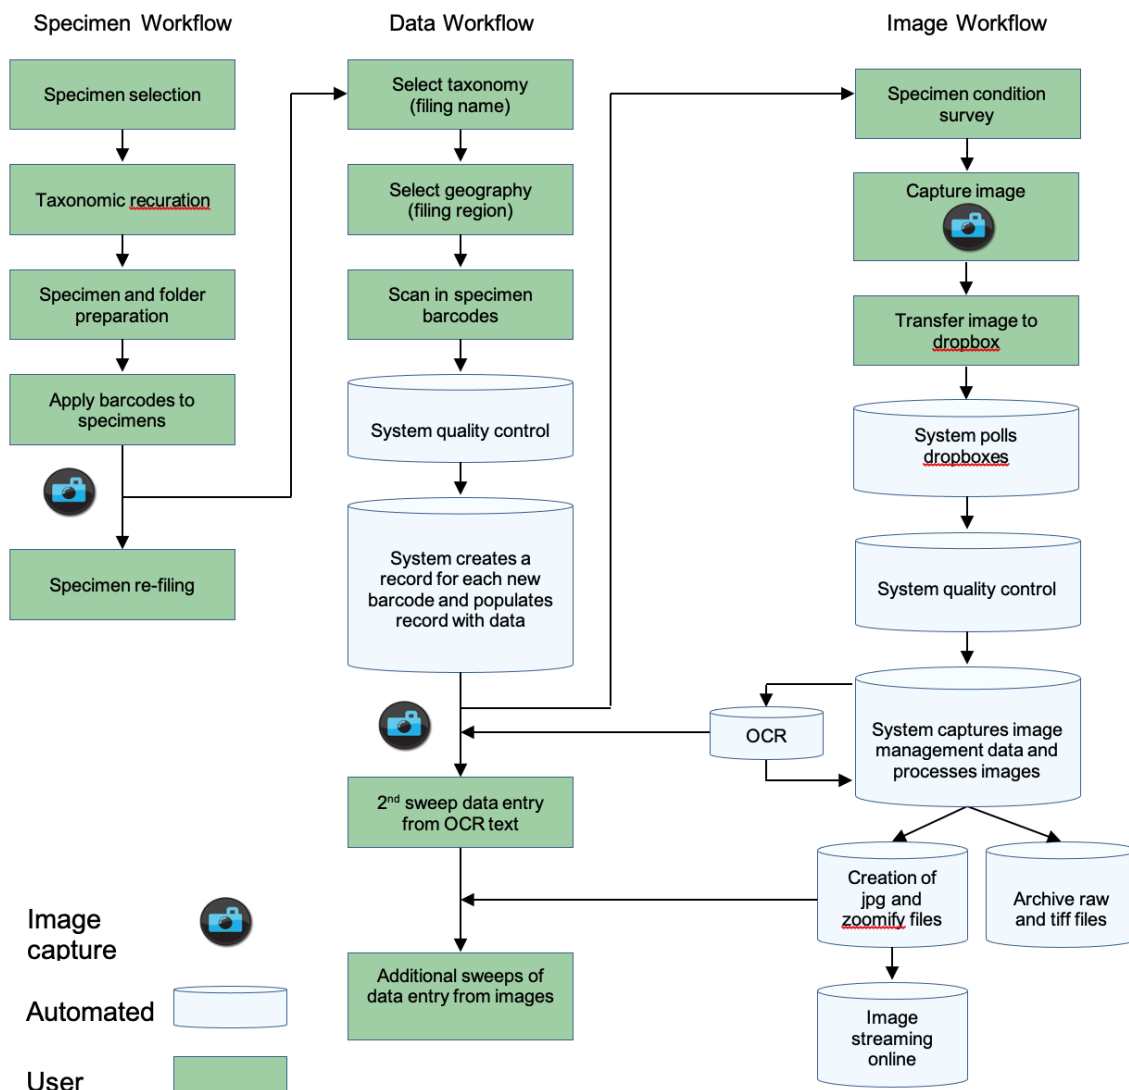 Specimen Workflow
Data Workflow
Image Workflow
Specimen selection
Taxonomic recuration
Specimen and folder
preparation
Apply barcodes to
specimens
Specimen re-filing
Select taxonomy
(filing name)
Select geography
(filing region)
Scan in specimen
barcodes
System quality control
System creates a
record for each new
barcode and populates
record with data
2nd sweep data entry
from OCR text
Additional sweeps of
data entry from images
Specimen condition
survey
Capture image
Transfer image to
dropbox
System polls
dropboxes
System quality control
System captures image
management data and
processes images
OCR
Creation of
jpg and
zoomify files
Archive raw
and tiff files
Image
streaming
online
Image
capture
Automated
User